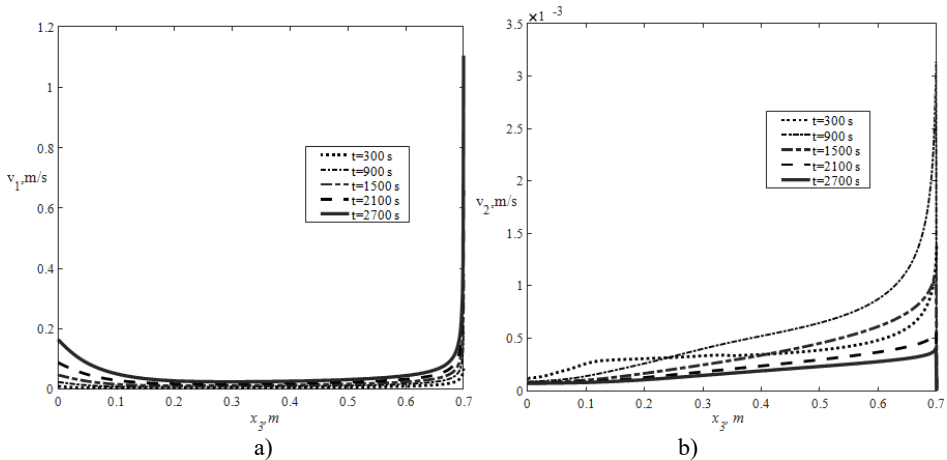 1.2
1
0.8
v1,m/s
0.6
0.4
0.2
0
t=300 s
t=900 s
t=1500 s
t=2100 s
t=2700 s
0 0.1 0.2 0.3 0.4 0.5 0.6 0.7
x3, m
a)
×1 -3
3.5
3
2.5
2
v2,m/s
1.5
1
0.5
0
t=300 s
t=900 s
t=1500 s
t=2100 s
t=2700 s
0 0.1 0.2 0.3 0.4 0.5 0.6 0.7
x3, m
b)